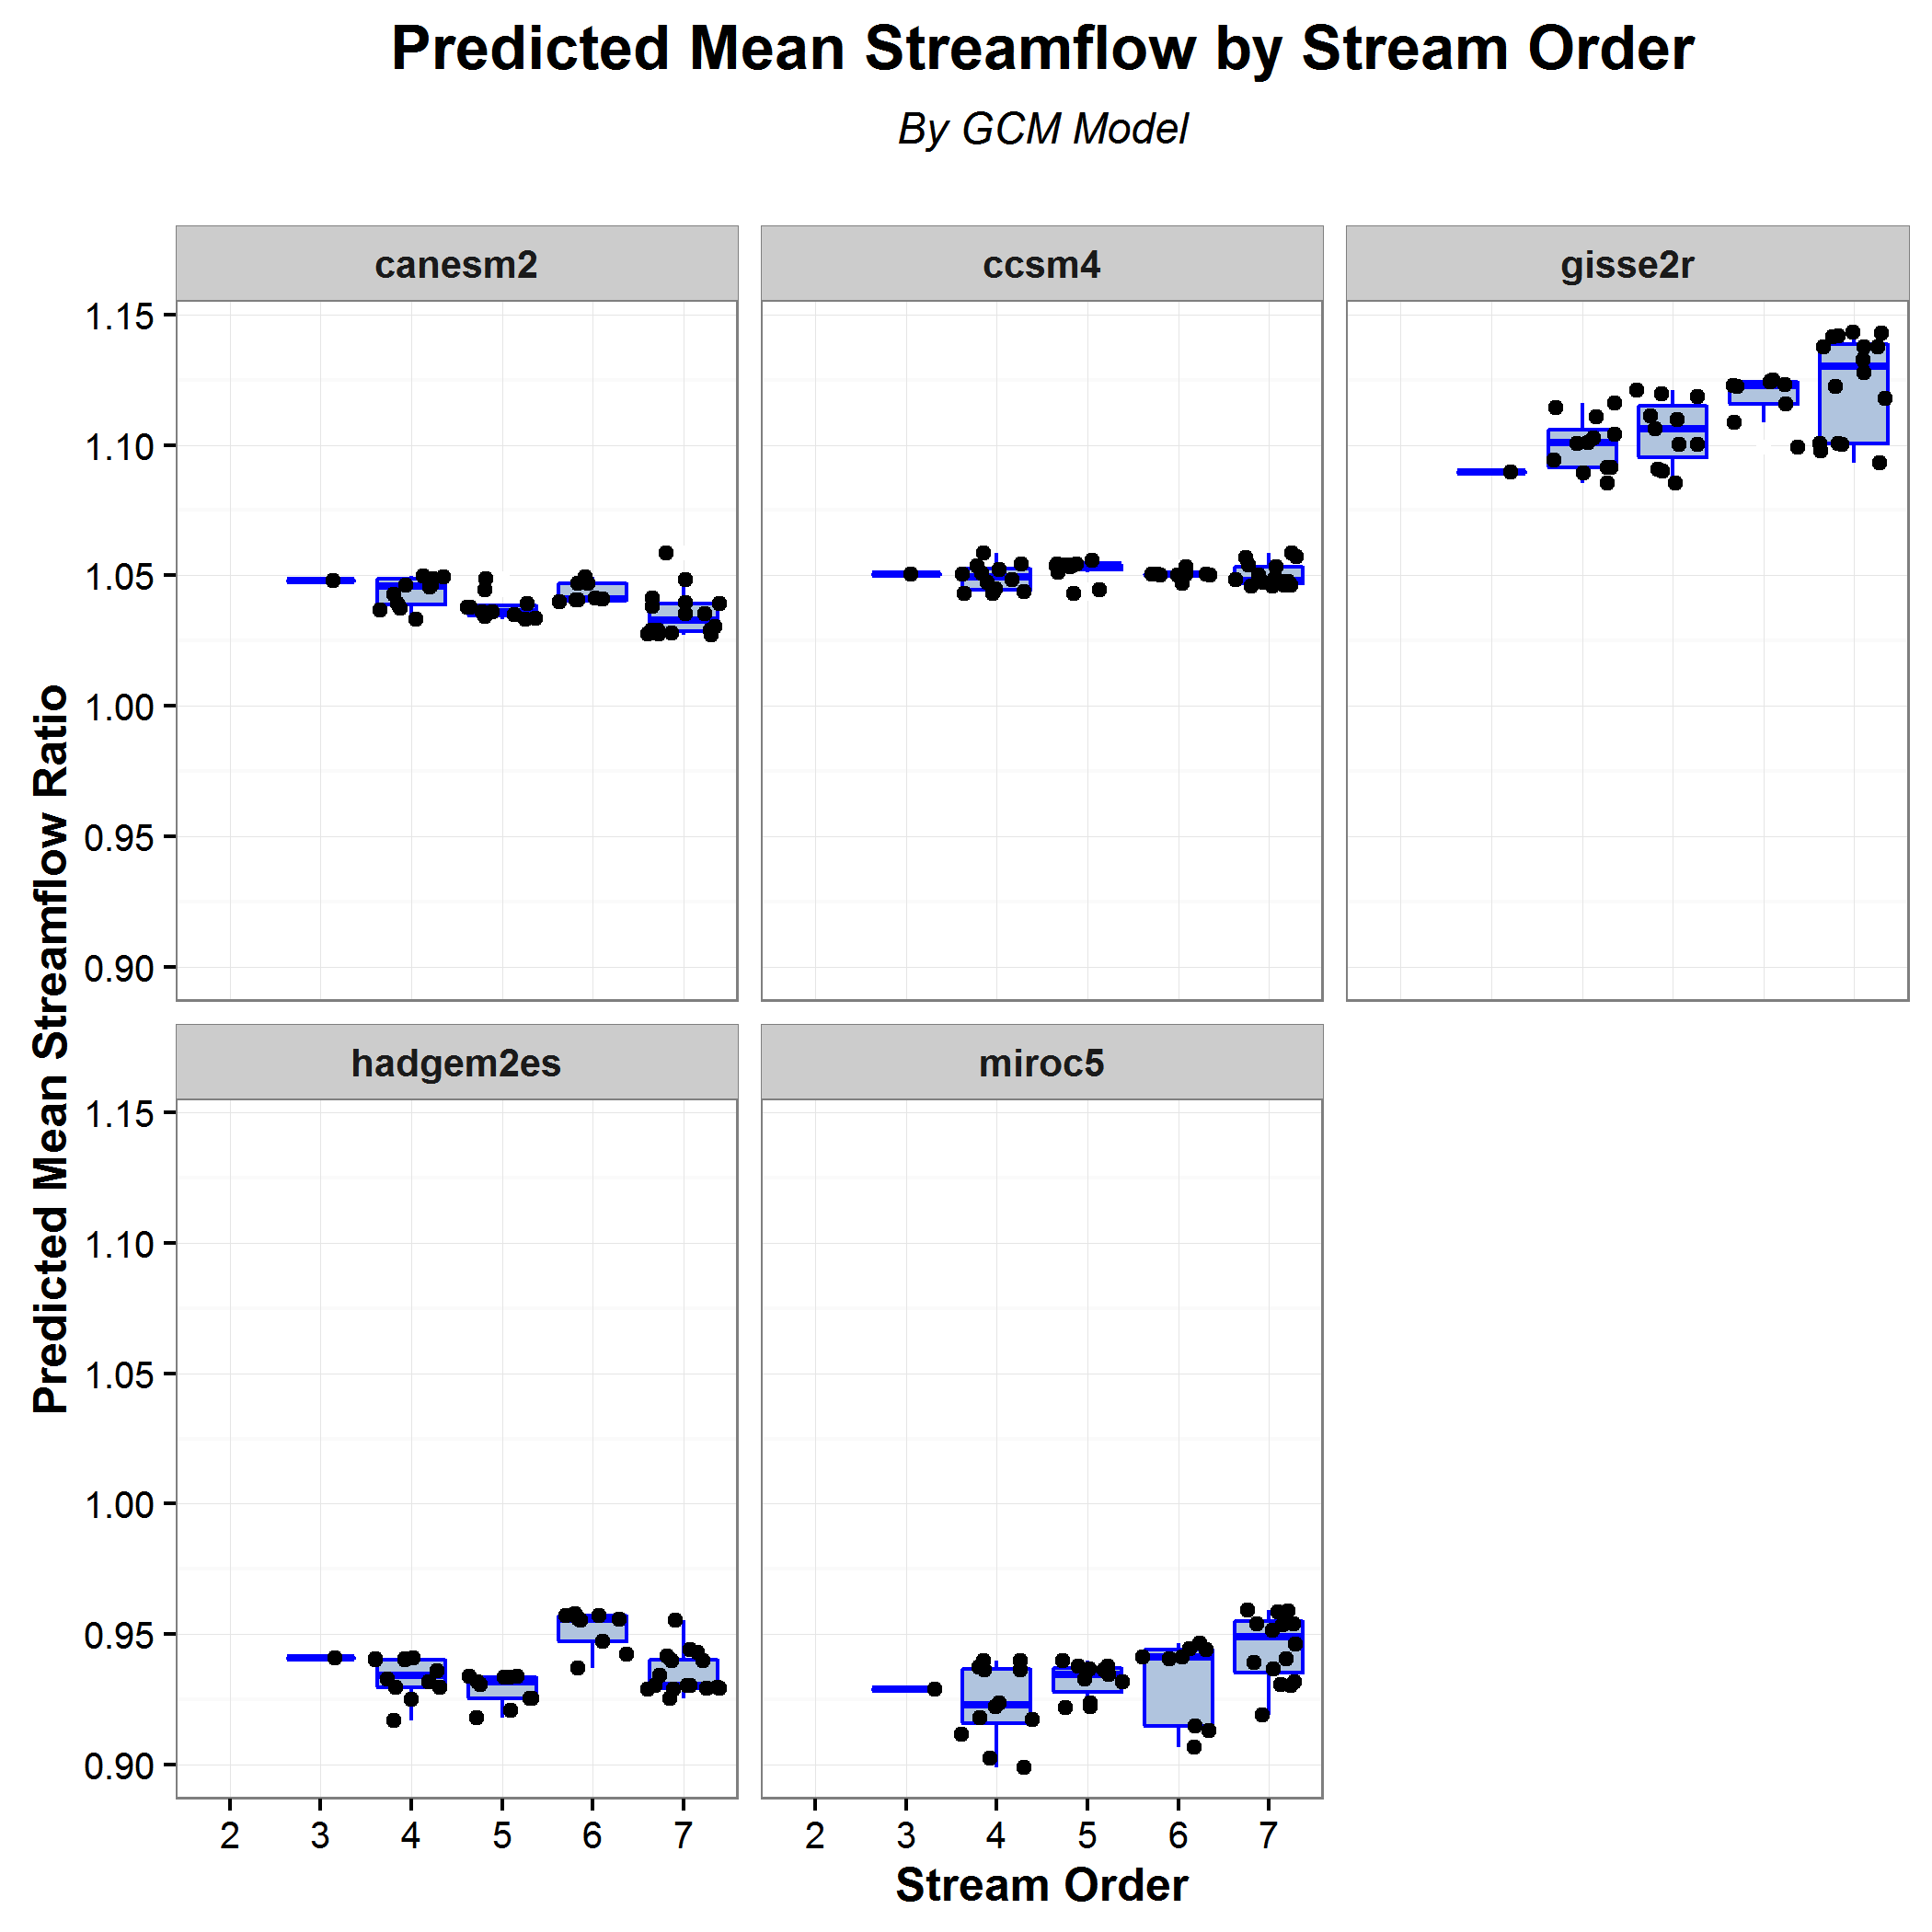 Predicted Mean Streamflow by Stream Order
By GCM Model
canesm2
ccsm4
gisse2r
1.15
1.10
1.05
1.00
0.95
0.90
Predicted Mean Streamflow Ratio
hadgem2es
miroc5
1.15
1.10
1.05
1.00
0.95
0.90
2 3 4 5 6 7
2 3 4 5 6 7
Stream Order